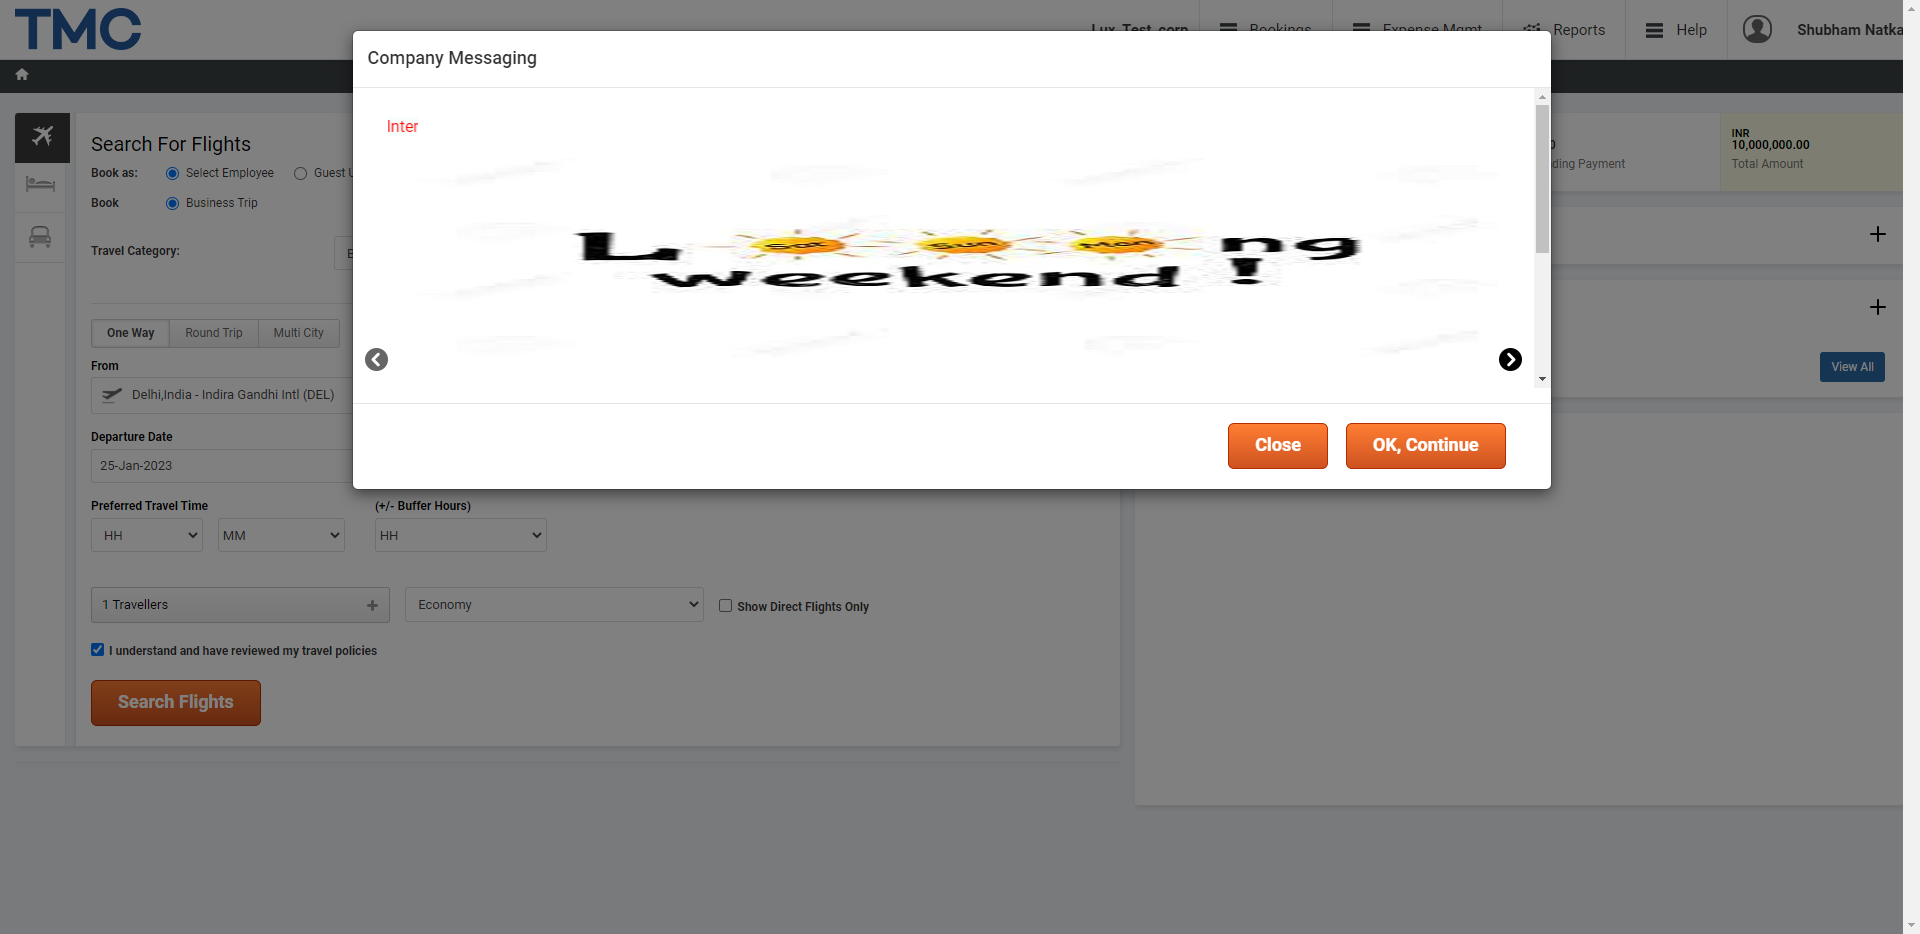 TMC
Lux_Test_corp
Bookings
Expense Mgmt
Reports
Help
Shubham Natka
Company Messaging
Inter
L Sat Sun Mon ng
weekend !
Close
OK, Continue
Search For Flights
Book as:
Select Employee
Guest U
Book
Business Trip
Travel Category:
One Way
Round Trip
Multi City
From
Delhi,India - Indira Gandhi Intl (DEL)
Departure Date
25-Jan-2023
Preferred Travel Time
(+/- Buffer Hours)
HH
MM
HH
1 Travellers
Economy
Show Direct Flights Only
I understand and have reviewed my travel policies
Search Flights
ding Payment
INR
10,000,000.00
Total Amount
View All